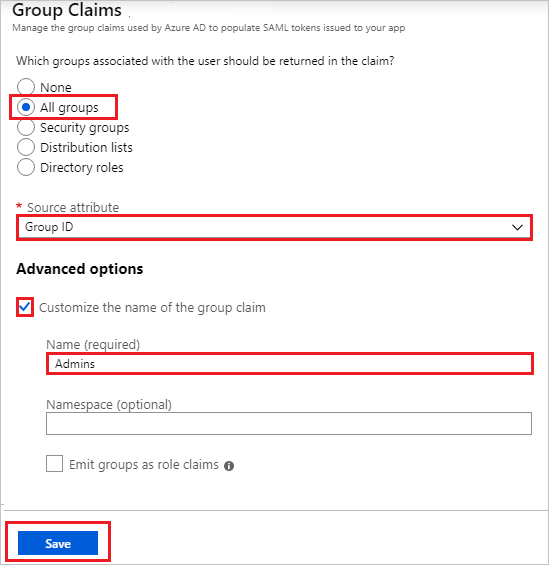 Group Claims
Manage the group claims used by Azure AD to populate SAML tokens issued to your app
Which groups associated with the user should be returned in the claim?
None
All groups
Security groups
Distribution lists
Directory roles
* Source attribute
Group ID
Advanced options
Customize the name of the group claim
Name (required)
Admins
Namespace (optional)
Emit groups as role claims
Save